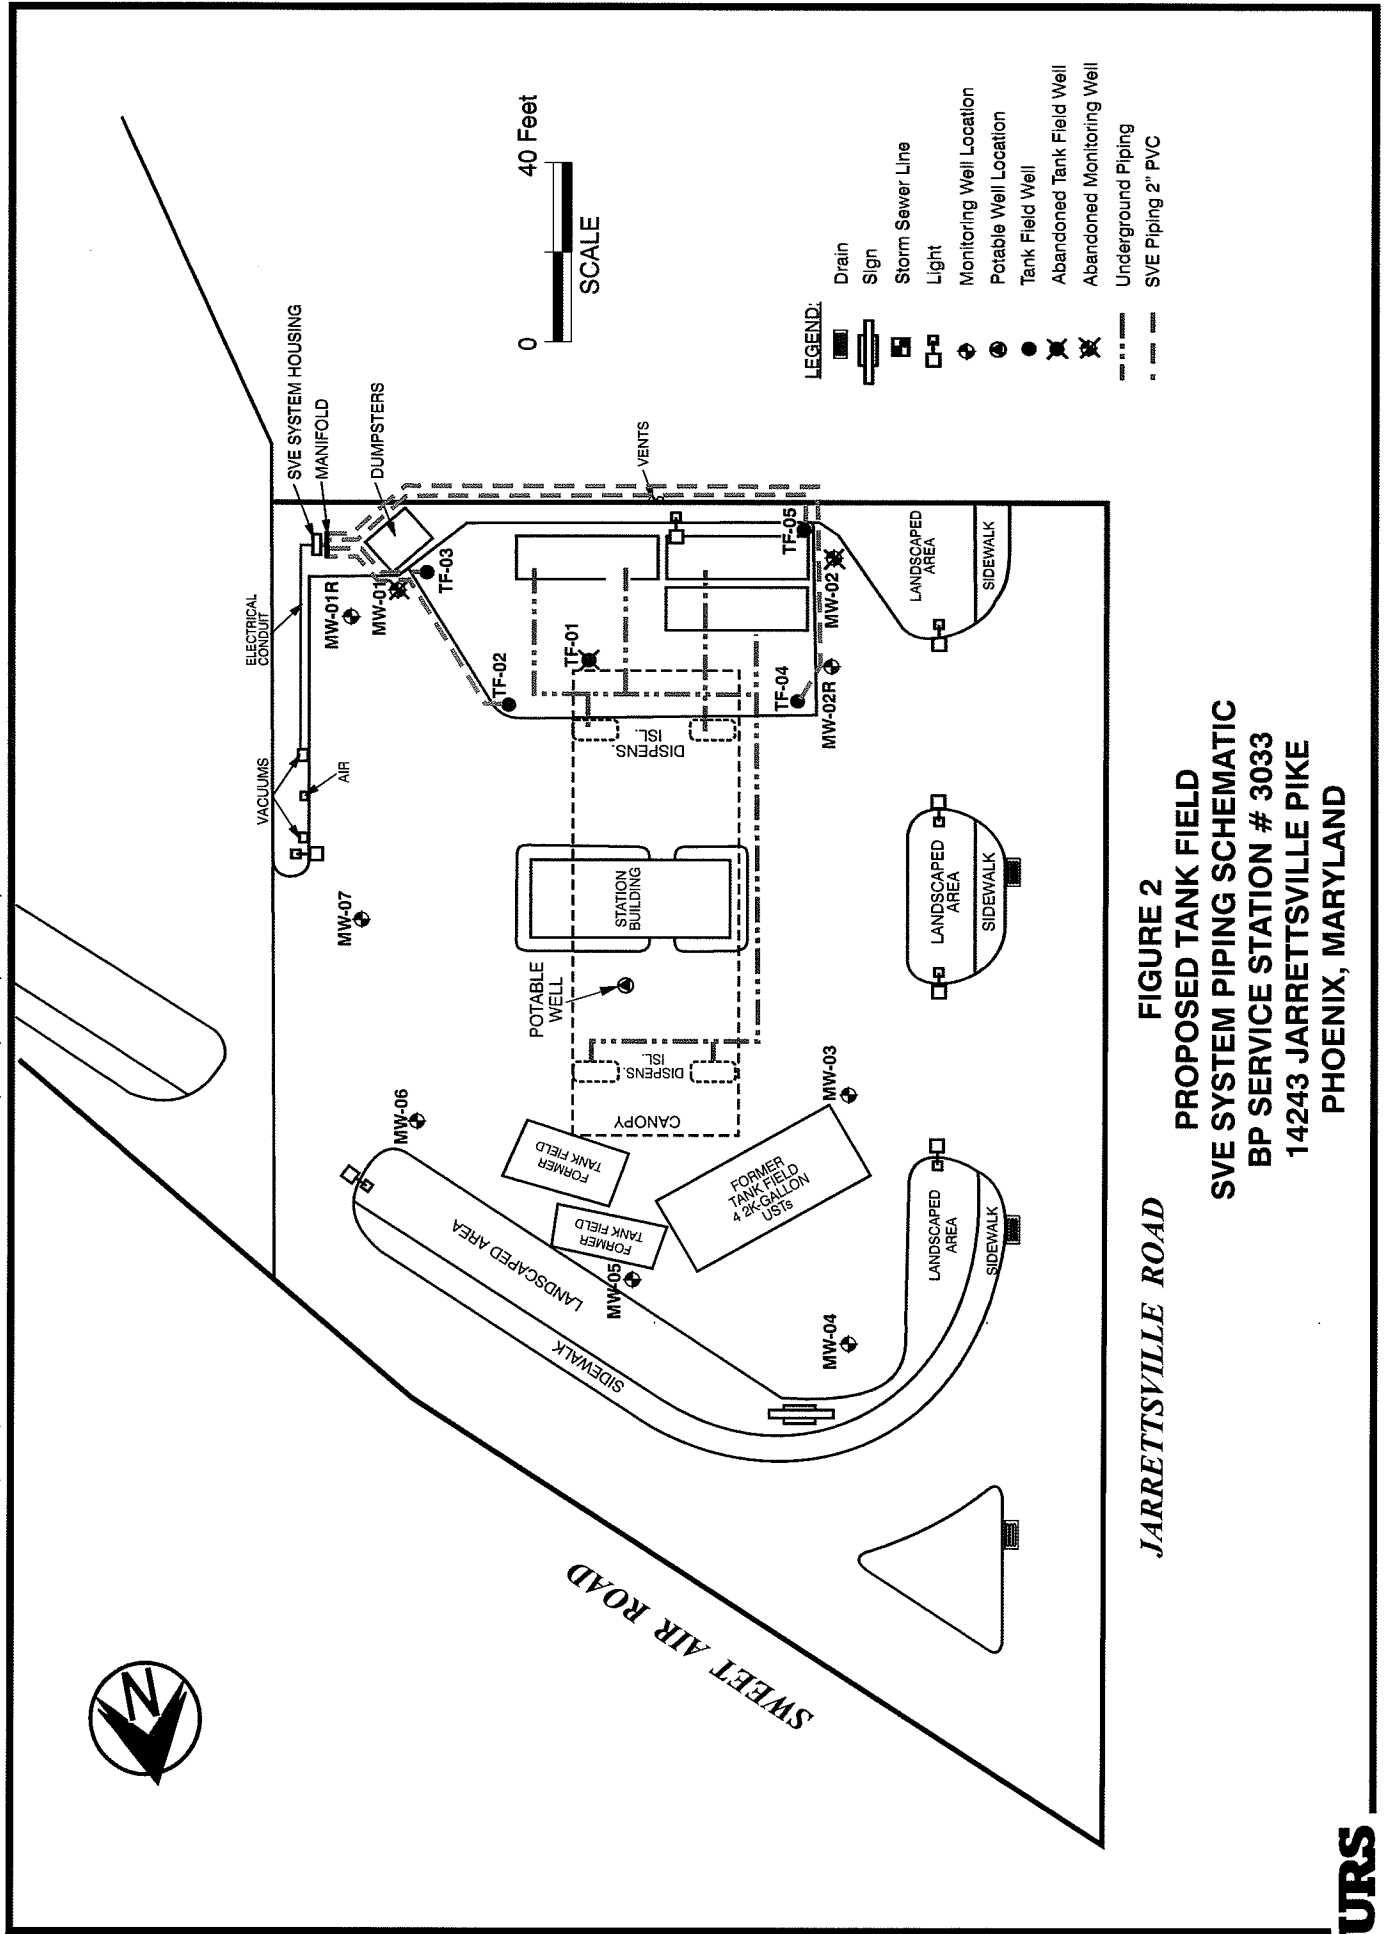 SVE SYSTEM HOUSING
MANIFOLD
DUMPSTERS
VENTS
ELECTRICAL
CONDUIT
VACUUMS
AIR
MW-01R
MW-01
TF-03
TF-02
TF-01
TF-04
TF-05
MW-02
MW-02R
MW-07
MW-06
MW-05
MW-04
MW-03
DISPENS.
ISL.
DISPENS.
ISL.
DISPENS.
ISL.
STATION
BUILDING
POTABLE
WELL
CANOPY
FORMER
TANK FIELD
FORMER
TANK FIELD
FORMER
TANK FIELD
4 2K-GALLON
USTs
LANDSCAPED AREA
SIDEWALK
LANDSCAPED
AREA
SIDEWALK
LANDSCAPED
AREA
SIDEWALK
LANDSCAPED
AREA
SIDEWALK
0
40 Feet
SCALE
LEGEND:
Drain
Sign
Storm Sewer Line
Light
Monitoring Well Location
Potable Well Location
Tank Field Well
Abandoned Tank Field Well
Abandoned Monitoring Well
Underground Piping
SVE Piping 2" PVC
N
SWEET AIR ROAD
JARRETTSVILLE ROAD
FIGURE 2
PROPOSED TANK FIELD
SVE SYSTEM PIPING SCHEMATIC
BP SERVICE STATION # 3033
14243 JARRETTSVILLE PIKE
PHOENIX, MARYLAND
URS